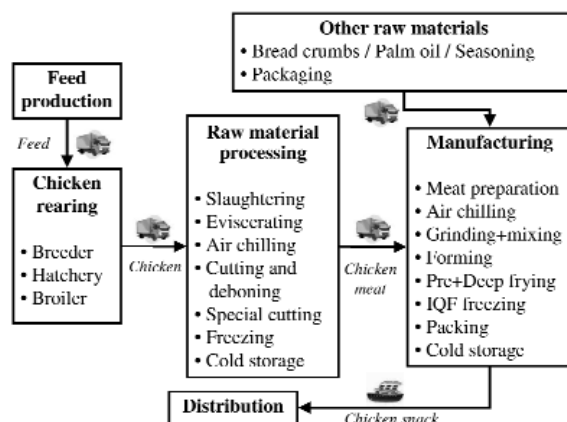 Other raw materials
• Bread crumbs / Palm oil / Seasoning
• Packaging
Feed
production
Feed
Chicken
rearing
• Breeder
• Hatchery
• Broiler
Chicken
Raw material
processing
• Slaughtering
• Eviscerating
• Air chilling
• Cutting and
deboning
• Special cutting
• Freezing
• Cold storage
Chicken
meat
Manufacturing
• Meat preparation
• Air chilling
• Grinding+mixing
• Forming
• Pre+Deep frying
• IQF freezing
• Packing
• Cold storage
Distribution
Chicken snack